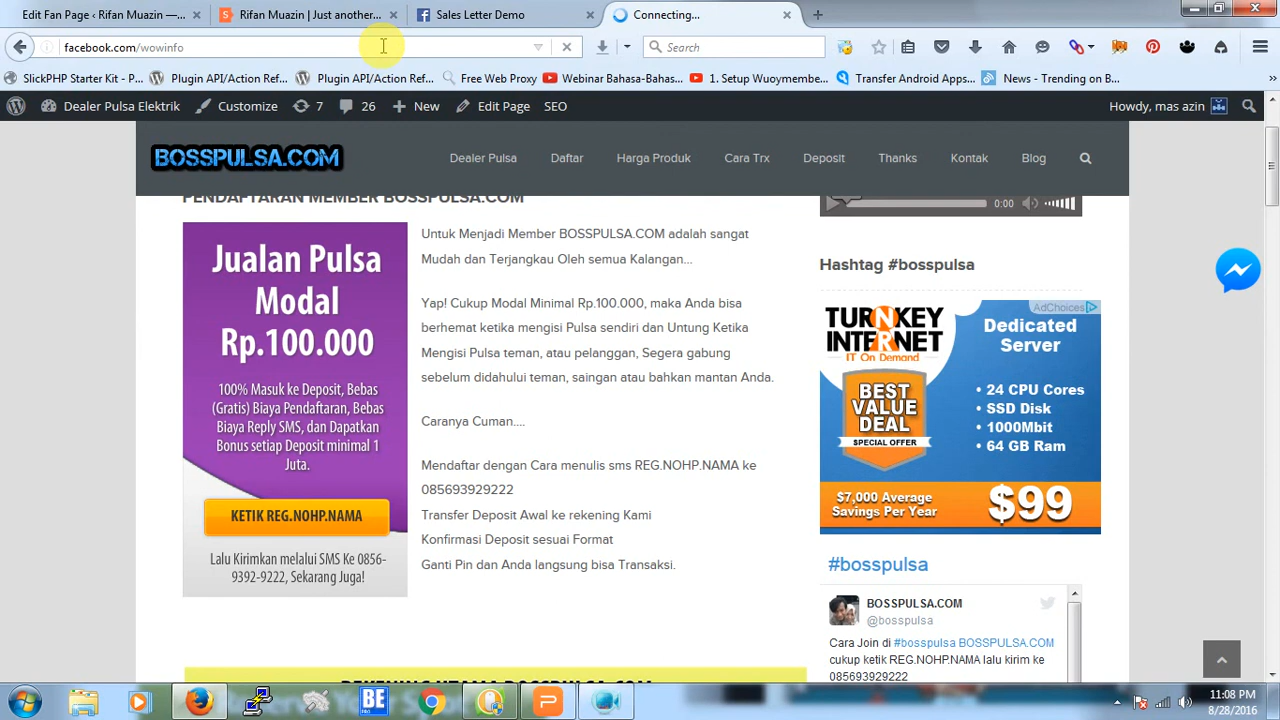 Edit Fan Page ‹ Rifan Muazin —...
Rifan Muazin | Just another...
Sales Letter Demo
Connecting...
facebook.com/wowinfo
Search
SlickPHP Starter Kit - P...
Plugin API/Action Ref...
Plugin API/Action Ref...
Free Web Proxy
Webinar Bahasa-Bahas...
1. Setup Wuoymembe...
Transfer Android Apps...
News - Trending on B...
Dealer Pulsa Elektrik
Customize
7
26
New
Edit Page
SEO
Howdy, mas azin
BOSSPULSA.COM
Dealer Pulsa
Daftar
Harga Produk
Cara Trx
Deposit
Thanks
Kontak
Blog
PENDAFTARAN MEMBER BOSSPULSA.COM
Jualan Pulsa
Modal
Rp.100.000
100% Masuk ke Deposit, Bebas
(Gratis) Biaya Pendaftaran, Bebas
Biaya Reply SMS, dan Dapatkan
Bonus setiap Deposit minimal 1
Juta.
KETIK REG.NOHP.NAMA
Lalu Kirimkan melalui SMS Ke 0856-
9392-9222, Sekarang Juga!
Untuk Menjadi Member BOSSPULSA.COM adalah sangat
Mudah dan Terjangkau Oleh semua Kalangan...
Yap! Cukup Modal Minimal Rp.100.000, maka Anda bisa
berhemat ketika mengisi Pulsa sendiri dan Untung Ketika
Mengisi Pulsa teman, atau pelanggan, Segera gabung
sebelum didahului teman, saingan atau bahkan mantan Anda.
Caranya Cuman....
Mendaftar dengan Cara menulis sms REG.NOHP.NAMA ke
085693929222
Transfer Deposit Awal ke rekening Kami
Konfirmasi Deposit sesuai Format
Ganti Pin dan Anda langsung bisa Transaksi.
BOSSPULSA.COM
0:00
Hashtag #bosspulsa
AdChoices
TURNKEY
INTERNET
IT On Demand
BEST
VALUE
DEAL
SPECIAL OFFER
Dedicated
Server
• 24 CPU Cores
• SSD Disk
• 1000Mbit
• 64 GB Ram
$7,000 Average
Savings Per Year
$99
#bosspulsa
BOSSPULSA.COM
@bosspulsa
Cara Join di #bosspulsa BOSSPULSA.COM
cukup ketik REG.NOHP.NAMA lalu kirim ke
085693929222
11:08 PM
8/28/2016